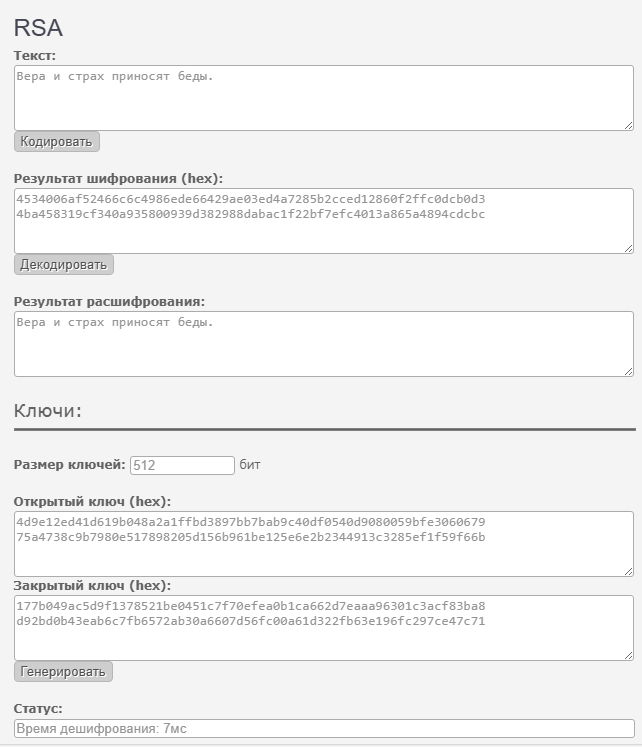 RSA
Текст:
Вера и страх приносят беды.
Кодировать
Результат шифрования (hex):
4534006af52466c6c4986ede66429ae03ed4a7285b2cced12860f2ffc0dcb0d3
4ba458319cf340a935800939d382988dabac1f22bf7efc4013a865a4894cdcbc
Декодировать
Результат расшифрования:
Вера и страх приносят беды.
Ключи:
Размер ключей: 512 бит
Открытый ключ (hex):
4d9e12ed41d619b048a2a1ffbd3897bb7bab9c40df0540d9080059bfe3060679
75a4738c9b7980e517898205d156b961be125e6e2b2344913c3285ef1f59f66b
Закрытый ключ (hex):
177b049ac5d9f1378521be0451c7f70efea0b1ca662d7eaaa96301c3acf83ba8
d92bd0b43eab6c7fb6572ab30a6607d56fc00a61d322fb63e196fc297ce47c71
Генерировать
Статус:
Время дешифрования: 7мс